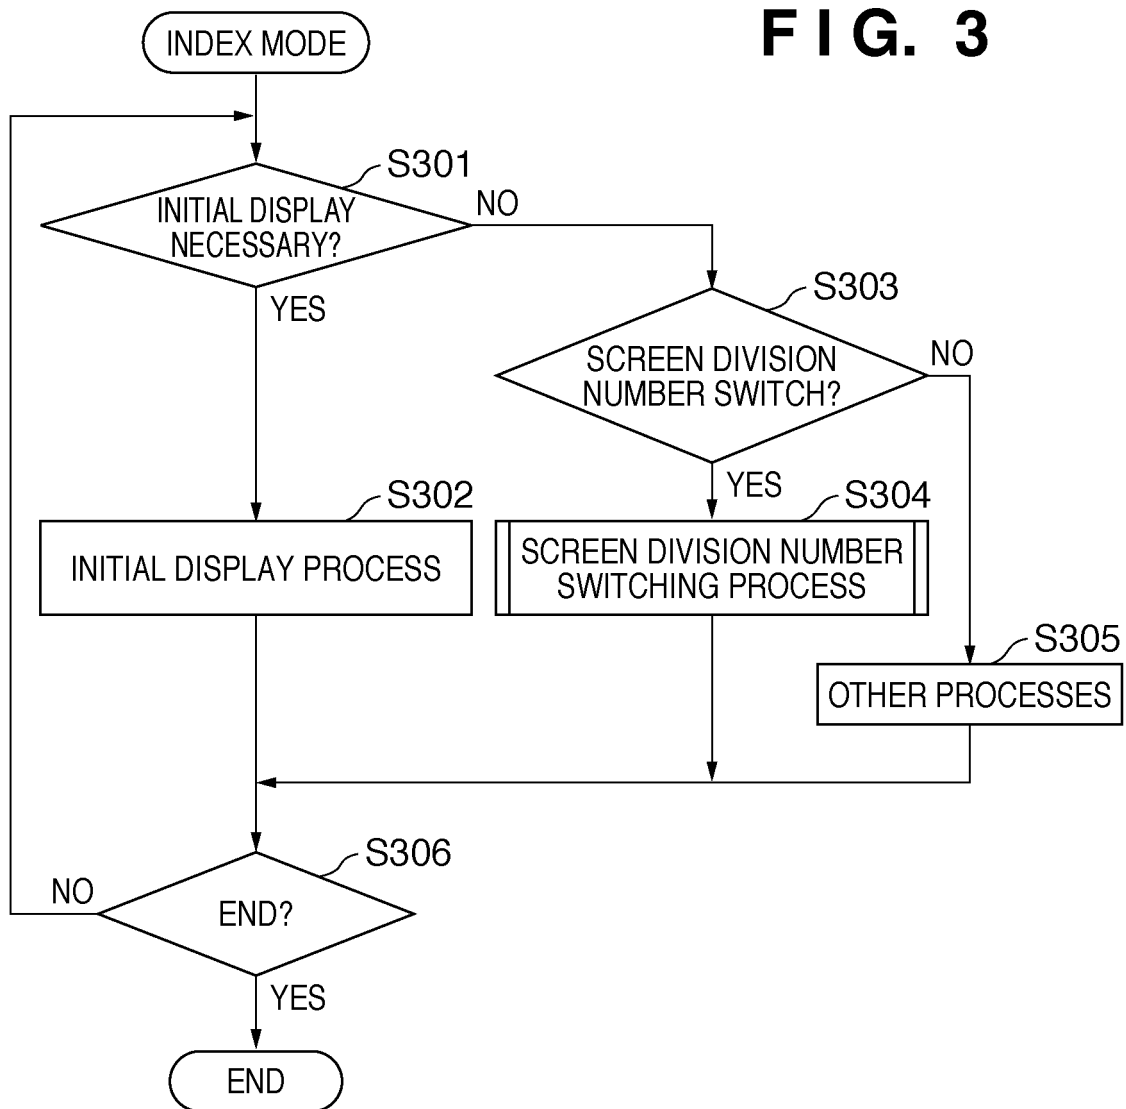 FIG. 3
INDEX MODE
S301
INITIAL DISPLAY
NECESSARY?
NO
YES
S303
SCREEN DIVISION
NUMBER SWITCH?
NO
YES
S302
INITIAL DISPLAY PROCESS
S304
SCREEN DIVISION NUMBER
SWITCHING PROCESS
S305
OTHER PROCESSES
S306
END?
NO
YES
END